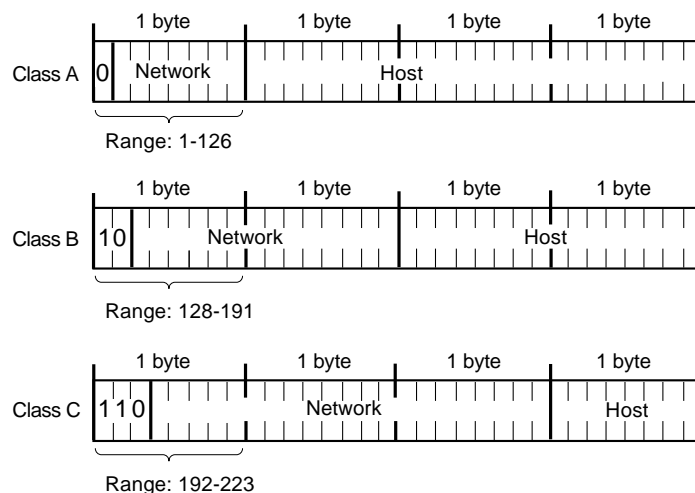 1 byte 1 byte 1 byte 1 byte
Class A 0 Network Host
Range: 1-126
1 byte 1 byte 1 byte 1 byte
Class B 10 Network Host
Range: 128-191
1 byte 1 byte 1 byte 1 byte
Class C 110 Network Host
Range: 192-223